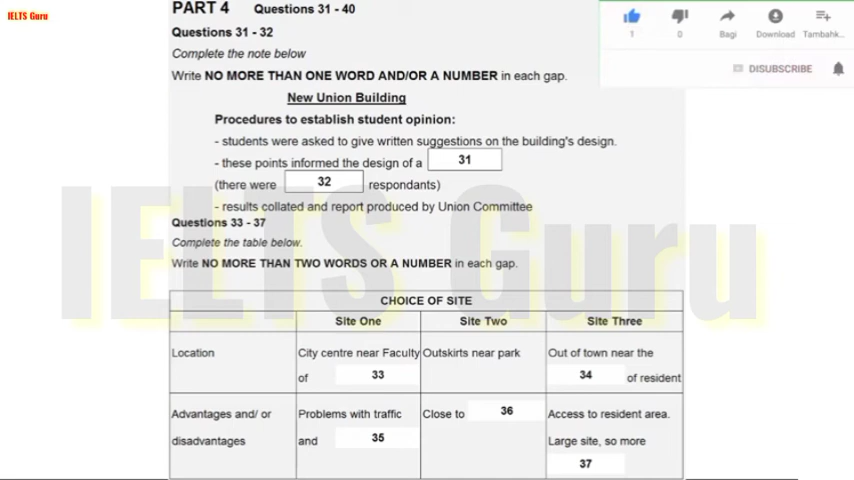 IELTS Guru
PART 4 Questions 31 - 40
1 0 Bagi Download Tambahk...
DISUBSCRIBE
Questions 31 - 32
Complete the note below
Write NO MORE THAN ONE WORD AND/OR A NUMBER in each gap.
New Union Building
Procedures to establish student opinion:
- students were asked to give written suggestions on the building's design.
- these points informed the design of a 31
(there were 32 respondants)
- results collated and report produced by Union Committee
Questions 33 - 37
Complete the table below.
Write NO MORE THAN TWO WORDS OR A NUMBER in each gap.
IELTS Guru
CHOICE OF SITE
Site One Site Two Site Three
Location City centre near Faculty Outskirts near park Out of town near the
of 33 34 of resident
Advantages and/ or Problems with traffic Close to 36 Access to resident area.
disadvantages and 35 Large site, so more
37